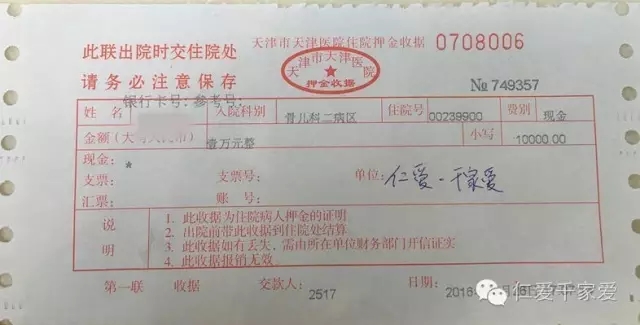 此联出院时交住院处
请务必注意保存
天津市天津医院住院押金收据 0708006
天津市天津医院
押金收据
№ 749357
银行卡号: 参考号:
姓名 入院科别 骨儿科二病区 住院号 00239900 费别 现金
金额(大写人民币) 壹万元整 小写 10000.00
现金: *
支票: 支票号: 单位: 仁爱-千家爱
汇票: 账号:
说明
1. 此收据为住院病人押金的证明
2. 出院前带此收据到住院处结算
3. 此收据如有丢失,需由所在单位财务部门开信证实
4. 此收据报销无效
第一联 收据 交款人: 2517 日期: 2016
仁爱千家爱